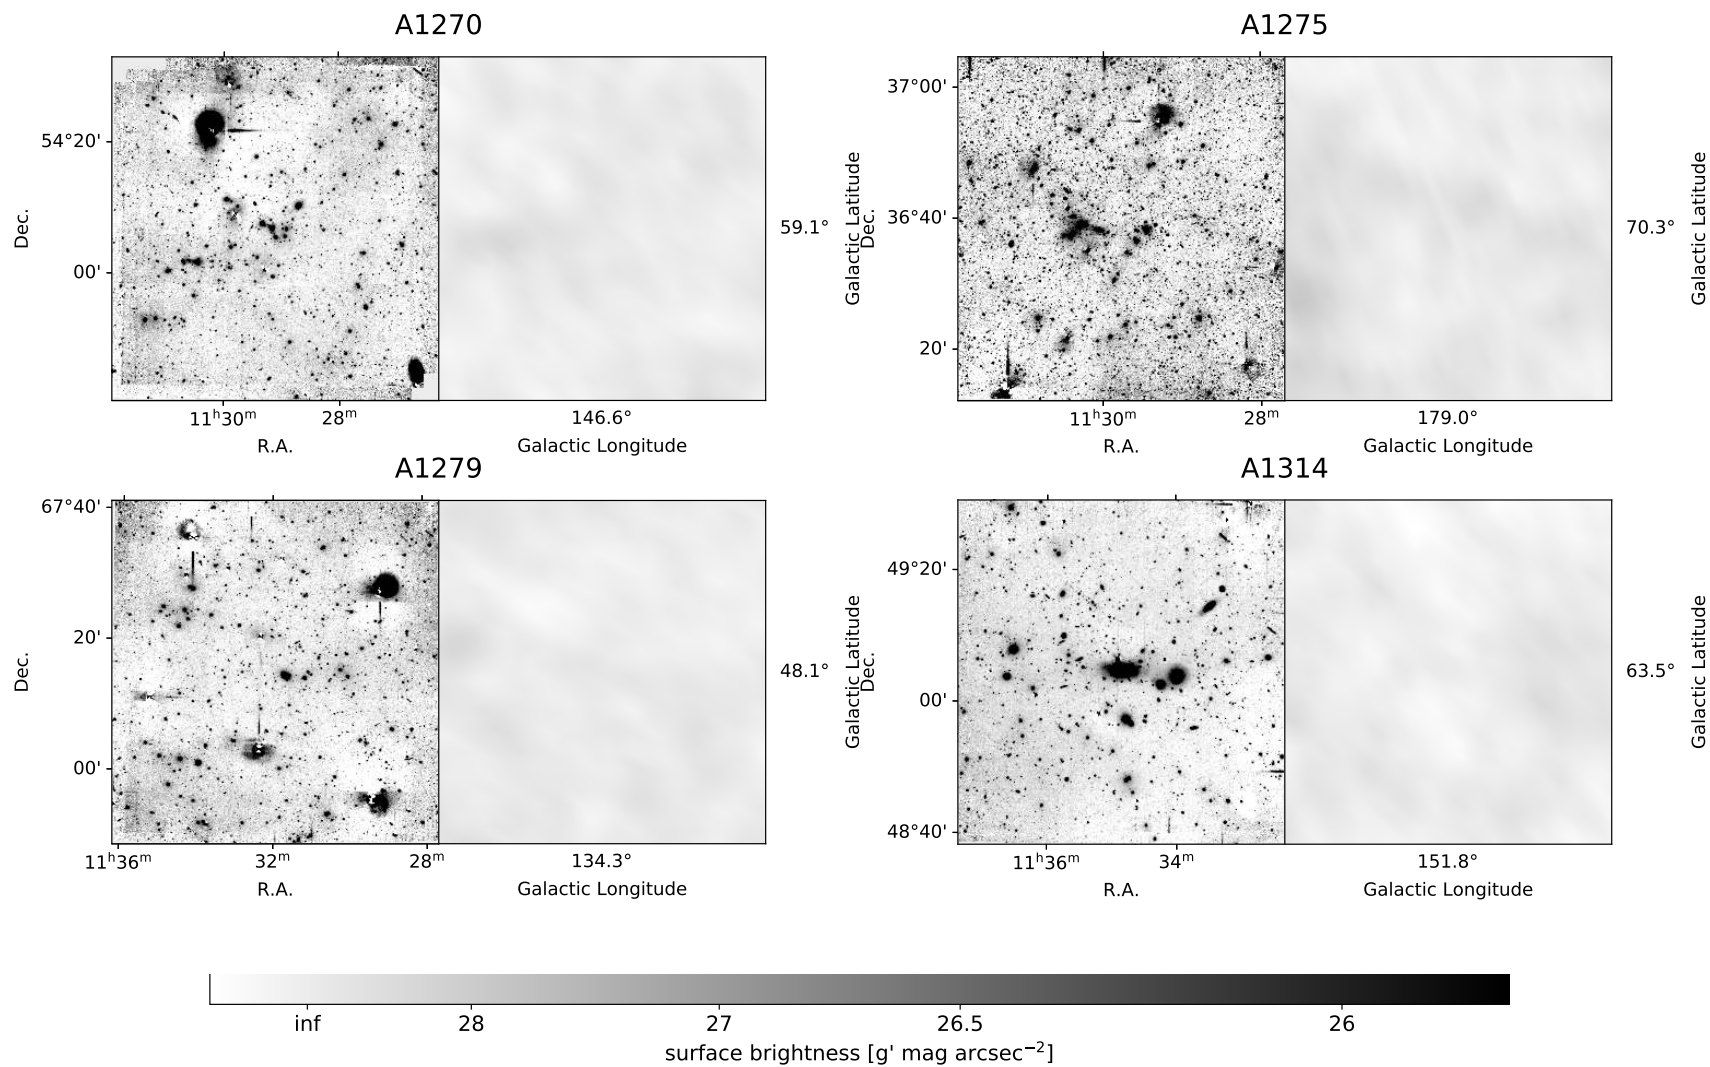 A1270
A1275
Dec.
54°20'
00'
11ʰ30ᵐ
28ᵐ
R.A.
146.6°
Galactic Longitude
59.1°
Galactic Latitude
Dec.
37°00'
36°40'
20'
11ʰ30ᵐ
28ᵐ
R.A.
179.0°
Galactic Longitude
70.3°
Galactic Latitude
A1279
A1314
Dec.
67°40'
20'
00'
11ʰ36ᵐ
32ᵐ
28ᵐ
R.A.
134.3°
Galactic Longitude
48.1°
Galactic Latitude
Dec.
49°20'
00'
48°40'
11ʰ36ᵐ
34ᵐ
R.A.
151.8°
Galactic Longitude
63.5°
Galactic Latitude
inf 28 27 26.5 26
surface brightness [g' mag arcsec⁻²]